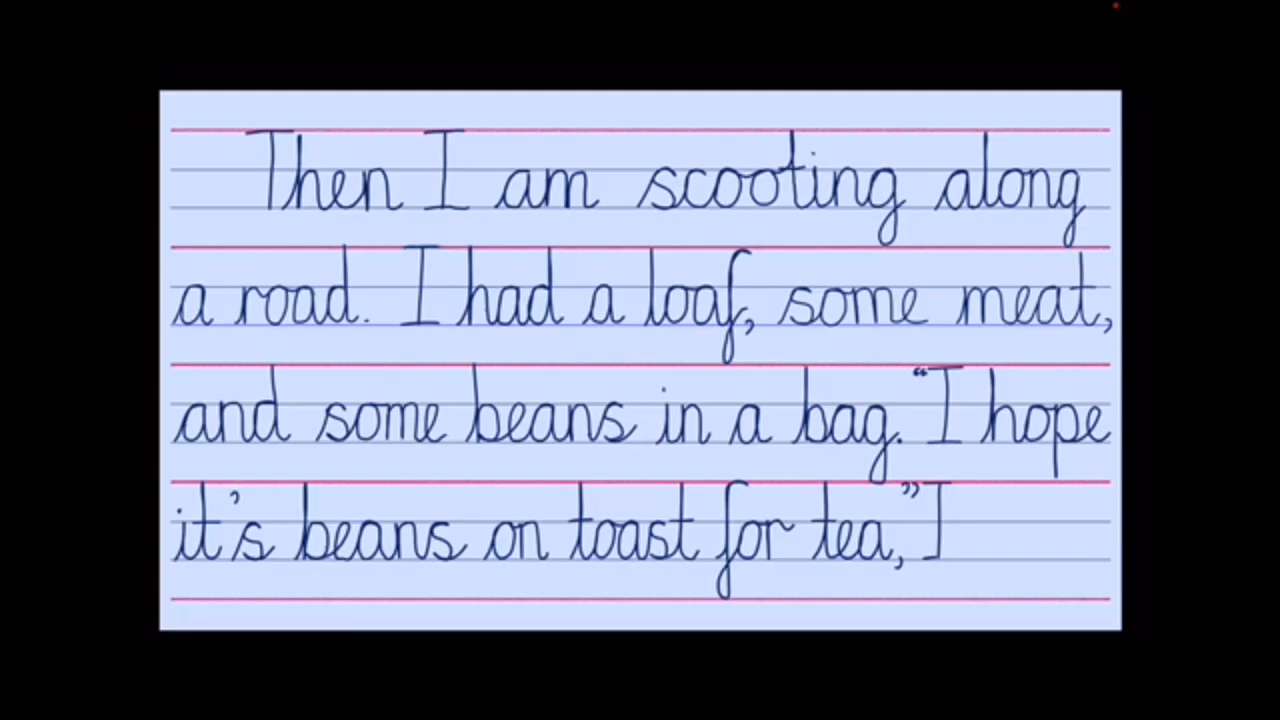 Then I am scooting along
a road. I had a loaf, some meat,
and some beans in a bag. “I hope
it’s beans on toast for tea,” I